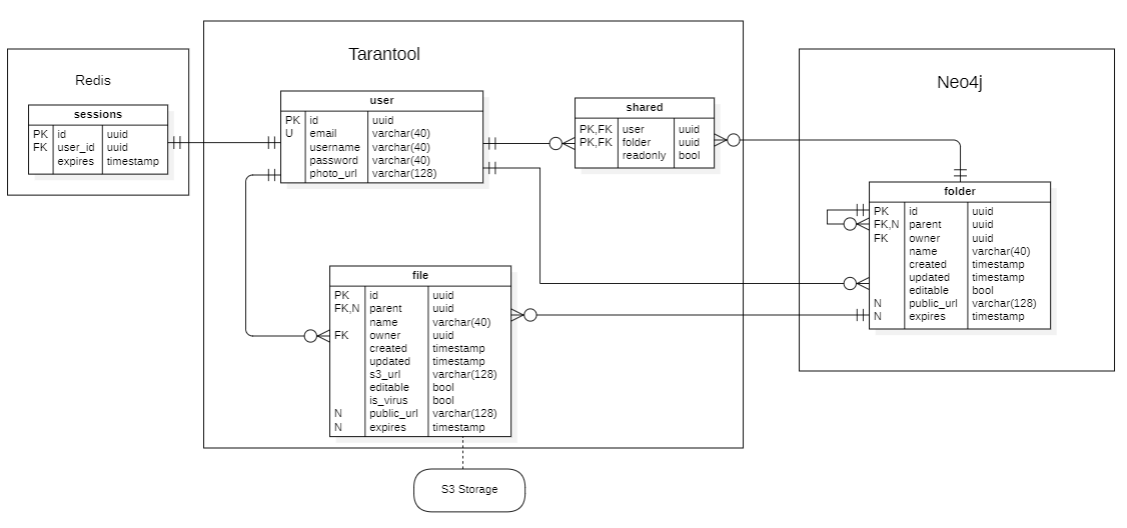 Redis
sessions
PK id uuid
FK user_id uuid
expires timestamp
Tarantool
user
PK id uuid
U email varchar(40)
username varchar(40)
password varchar(40)
photo_url varchar(128)
shared
PK,FK user uuid
PK,FK folder uuid
readonly bool
file
PK id uuid
FK,N parent uuid
name varchar(40)
FK owner uuid
created timestamp
updated timestamp
s3_url varchar(128)
editable bool
is_virus bool
N public_url varchar(128)
N expires timestamp
S3 Storage
Neo4j
folder
PK id uuid
FK,N parent uuid
FK owner uuid
name varchar(40)
created timestamp
updated timestamp
editable bool
N public_url varchar(128)
N expires timestamp